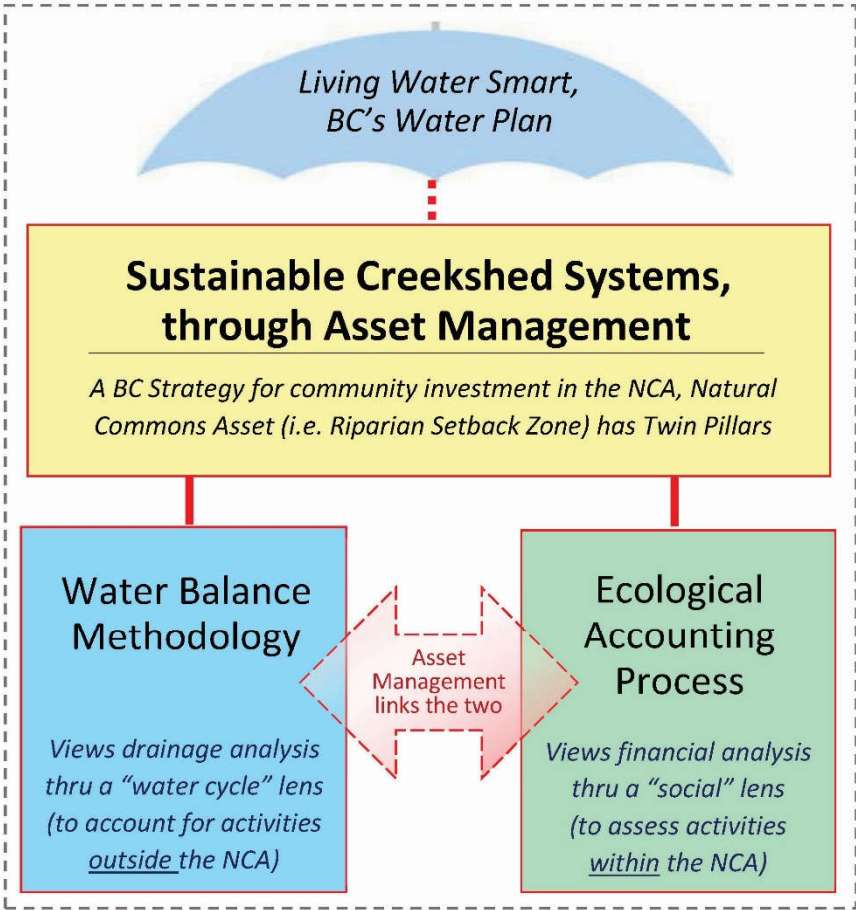 Living Water Smart,
BC's Water Plan
Sustainable Creekshed Systems,
through Asset Management
A BC Strategy for community investment in the NCA, Natural
Commons Asset (i.e. Riparian Setback Zone) has Twin Pillars
Water Balance
Methodology
Views drainage analysis
thru a “water cycle” lens
(to account for activities
outside the NCA)
Asset
Management
links the two
Ecological
Accounting
Process
Views financial analysis
thru a “social” lens
(to assess activities
within the NCA)